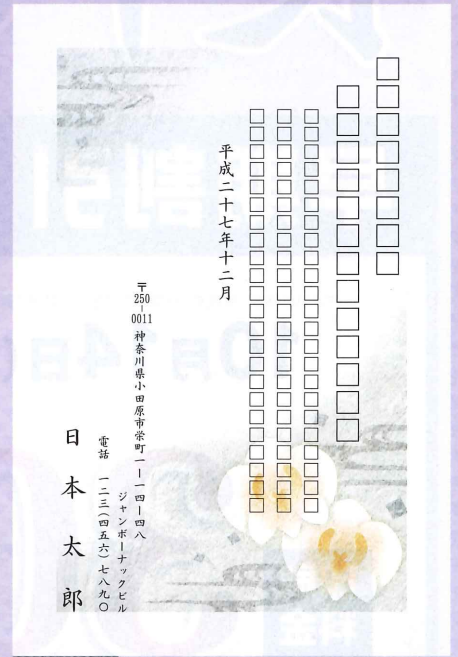 平成二十七年十二月
〒250-0011 神奈川県小田原市栄町一ー一四ー四八
ジャンボーナックビル
電話 一二三(四五六)七八九〇
日本太郎